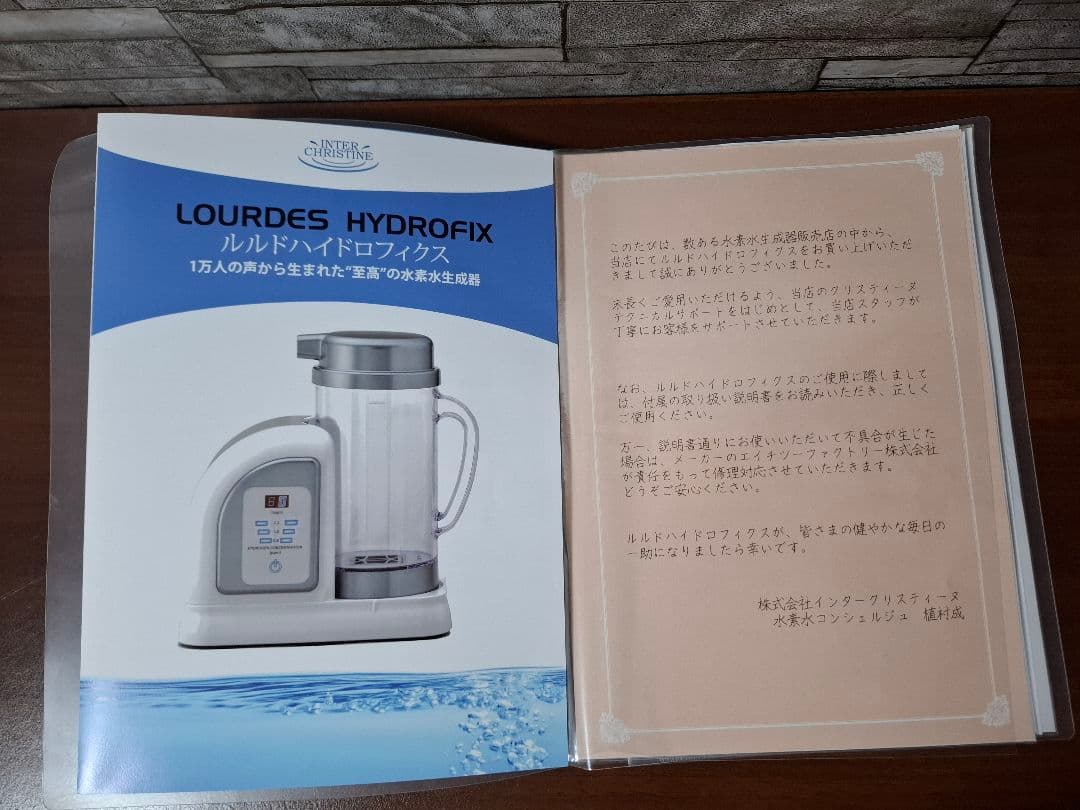 INTER
CHRISTINE
LOURDES HYDROFIX
ルルドハイドロフィクス
1万人の声から生まれた“至高”の水素水生成器
このたびは、数ある水素水生成器販売店の中から、
当店にてルルドハイドロフィクスをお買い上げいただ
きまして誠にありがとうございました。
末長くご愛用いただけるよう、当店のクリスティーヌ
テクニカルサポートをはじめとして、当店スタッフが
丁寧にお客様をサポートさせていただきます。
なお、ルルドハイドロフィクスのご使用に際しまして
は、付属の取り扱い説明書をお読みいただき、正しく
ご使用ください。
万一、説明書通りにお使いいただいて不具合が生じた
場合は、メーカーのエイチツーファクトリー株式会社
が責任をもって修理対応させていただきます。
どうぞご安心ください。
ルルドハイドロフィクスが、皆さまの健やかな毎日の
一助になりましたら幸いです。
株式会社インタークリスティーヌ
水素水コンシェルジュ 植村成